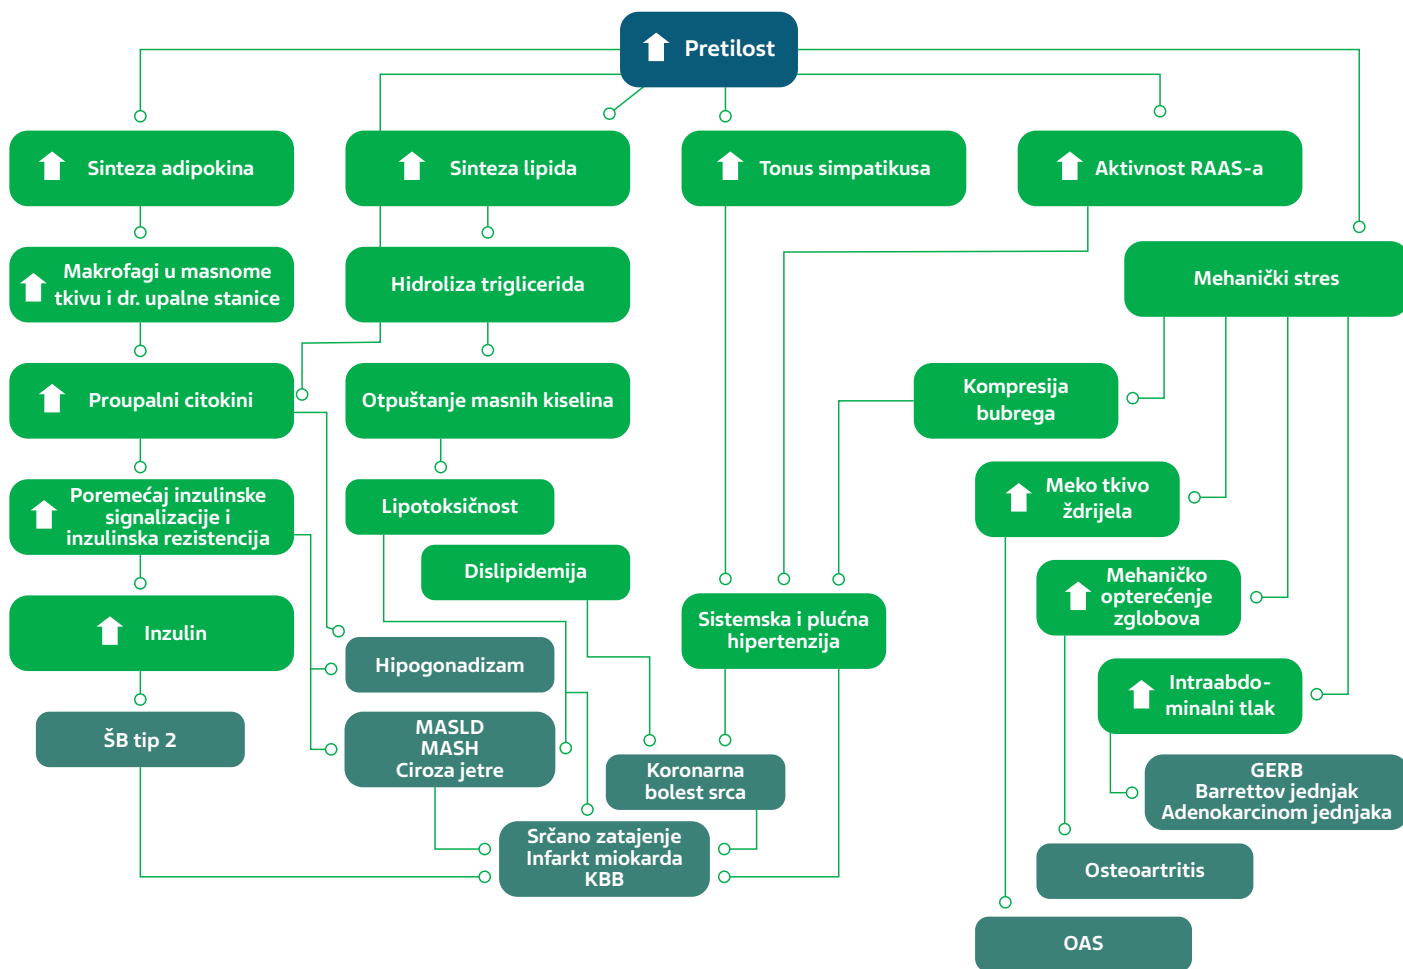 Pretilost
Sinteza adipokina
Sinteza lipida
Tonus simpatikusa
Aktivnost RAAS-a
Makrofagi u masnome
tkivu i dr. upalne stanice
Hidroliza triglicerida
Mehanički stres
Proupalni citokini
Otpuštanje masnih kiselina
Kompresija
bubrega
Poremećaj inzulinske
signalizacije i
inzulinska rezistencija
Lipotoksičnost
Meko tkivo
ždrijela
Dislipidemija
Mehaničko
opterećenje
zglobova
Inzulin
Sistemska i plućna
hipertenzija
Hipogonadizam
Intraabdo-
minalni tlak
ŠB tip 2
MASLD
MASH
Ciroza jetre
Koronarna
bolest srca
GERB
Barrettov jednjak
Adenokarcinom jednjaka
Srčano zatajenje
Infarkt miokarda
KBB
Osteoartritis
OAS